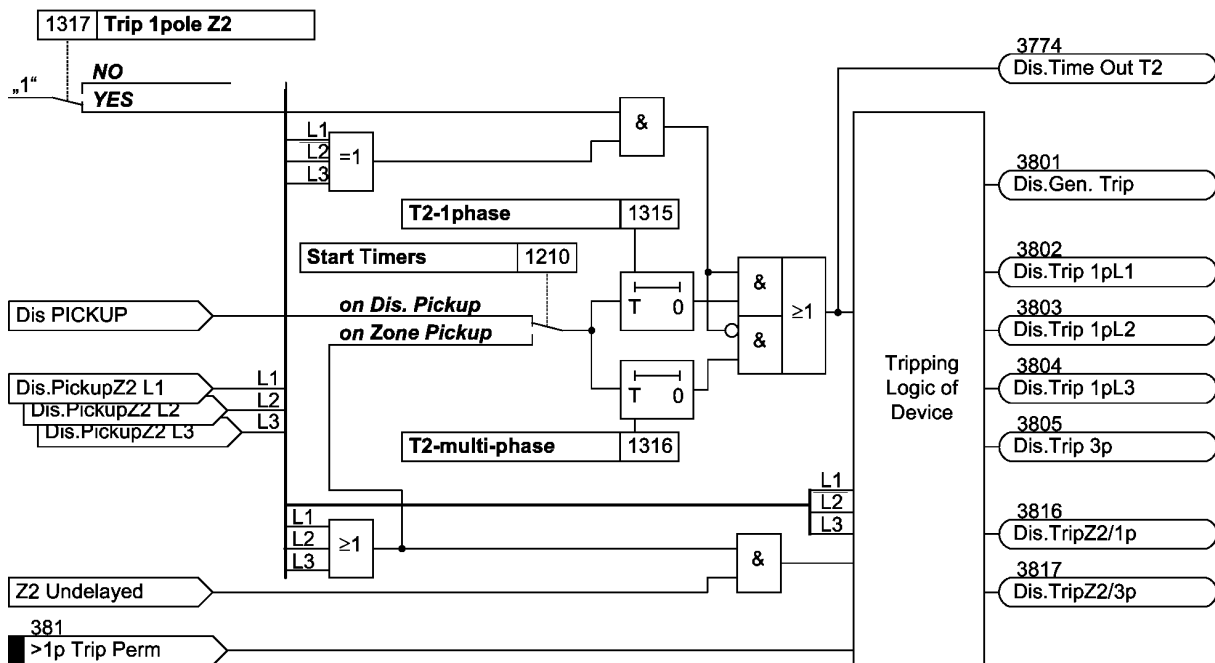 1317 Trip 1pole Z2
„1“
NO
YES
L1
L2
L3
=1
&
T2-1phase 1315
Start Timers 1210
T 0
Dis PICKUP
on Dis. Pickup
on Zone Pickup
&
&
≥1
T 0
T2-multi-phase 1316
Dis.PickupZ2 L1
Dis.PickupZ2 L2
Dis.PickupZ2 L3
L1
L2
L3
L1
L2
L3
L1
L2
L3
≥1
&
Z2 Undelayed
381
>1p Trip Perm
Tripping
Logic of
Device
3774
Dis.Time Out T2
3801
Dis.Gen. Trip
3802
Dis.Trip 1pL1
3803
Dis.Trip 1pL2
3804
Dis.Trip 1pL3
3805
Dis.Trip 3p
3816
Dis.TripZ2/1p
3817
Dis.TripZ2/3p